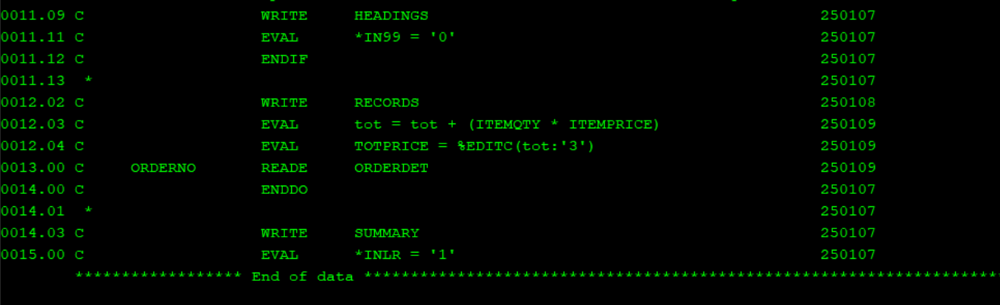 0011.09 C                   WRITE     HEADINGS                                          250107
0011.11 C                   EVAL      *IN99 = '0'                                       250107
0011.12 C                   ENDIF                                                       250107
0011.13  *                                                                              250107
0012.02 C                   WRITE     RECORDS                                           250108
0012.03 C                   EVAL      tot = tot + (ITEMQTY * ITEMPRICE)                 250109
0012.04 C                   EVAL      TOTPRICE = %EDITC(tot:'3')                        250109
0013.00 C     ORDERNO       READE     ORDERDET                                          250109
0014.00 C                   ENDDO                                                       250107
0014.01  *                                                                              250107
0014.03 C                   WRITE     SUMMARY                                           250107
0015.00 C                   EVAL      *INLR = '1'                                       250107
        ****************** End of data ********************************************************************